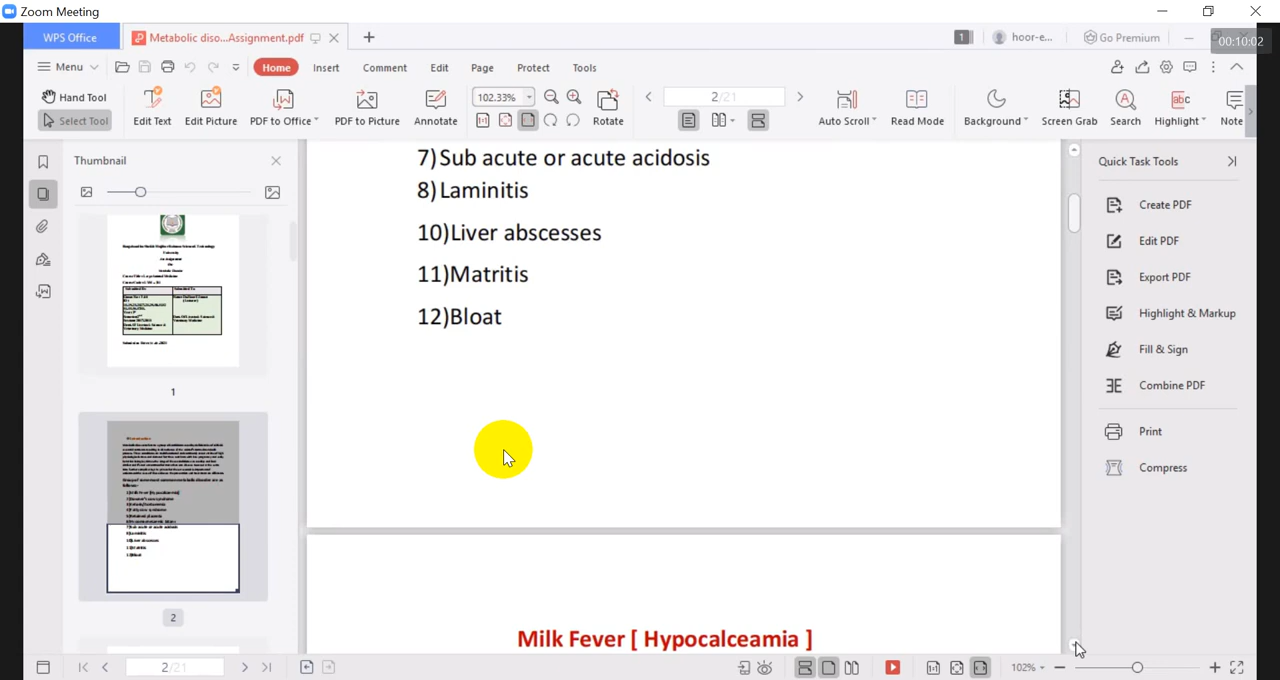 Zoom Meeting
WPS Office
Metabolic diso...Assignment.pdf
1
hoor-e...
Go Premium
00:10:02
Menu
Home
Insert
Comment
Edit
Page
Protect
Tools
Hand Tool
Select Tool
Edit Text
Edit Picture
PDF to Office
PDF to Picture
Annotate
102.33%
Rotate
2/21
Auto Scroll
Read Mode
Background
Screen Grab
Search
Highlight
Note
Thumbnail
1
2
7)Sub acute or acute acidosis
8)Laminitis
10)Liver abscesses
11)Matritis
12)Bloat
Milk Fever [ Hypocalceamia ]
Quick Task Tools
Create PDF
Edit PDF
Export PDF
Highlight & Markup
Fill & Sign
Combine PDF
Print
Compress
2/21
102%